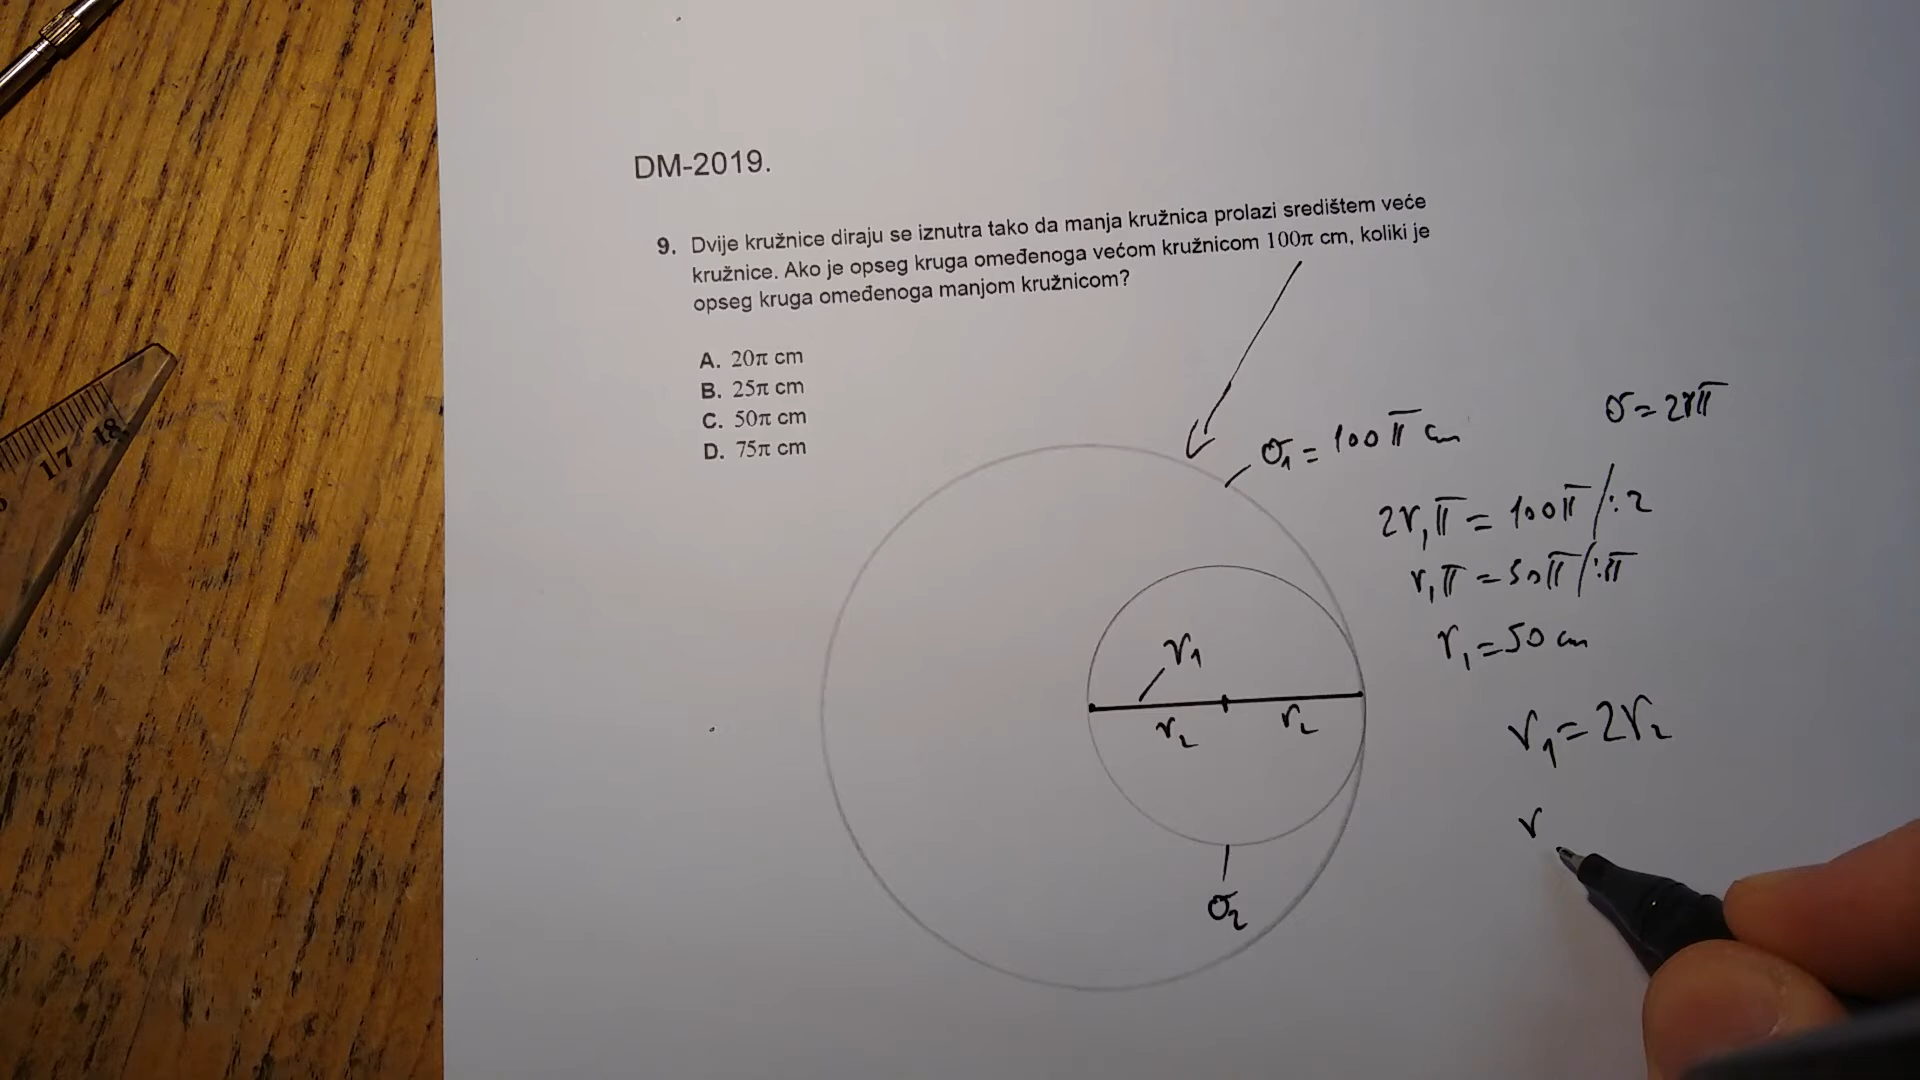 DM-2019.
9. Dvije kružnice diraju se iznutra tako da manja kružnica prolazi središtem veće
kružnice. Ako je opseg kruga omeđenoga većom kružnicom 100π cm, koliki je
opseg kruga omeđenoga manjom kružnicom?
A. 20π cm
B. 25π cm
C. 50π cm
D. 75π cm
σ = 2rπ
σ₁ = 100π cm
2r₁π = 100π /:2
r₁π = 50π /:π
r₁ = 50 cm
r₁
r₂ r₂
r₁ = 2r₂
r
σ₂
17 18